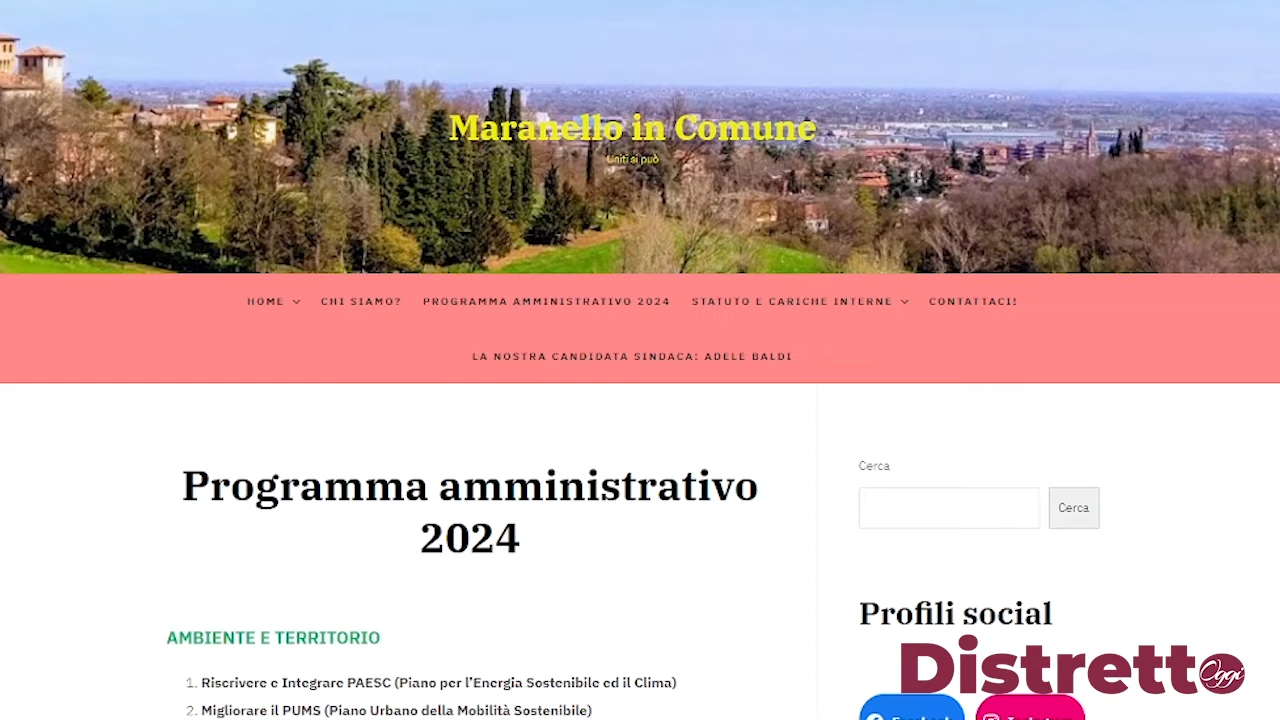 Maranello in Comune
Uniti si può
HOME CHI SIAMO? PROGRAMMA AMMINISTRATIVO 2024 STATUTO E CARICHE INTERNE CONTATTACI!
LA NOSTRA CANDIDATA SINDACA: ADELE BALDI
Programma amministrativo
2024
AMBIENTE E TERRITORIO
1. Riscrivere e Integrare PAESC (Piano per l'Energia Sostenibile ed il Clima)
2. Migliorare il PUMS (Piano Urbano della Mobilità Sostenibile)
Cerca
Cerca
Profili social
Distretto
Oggi